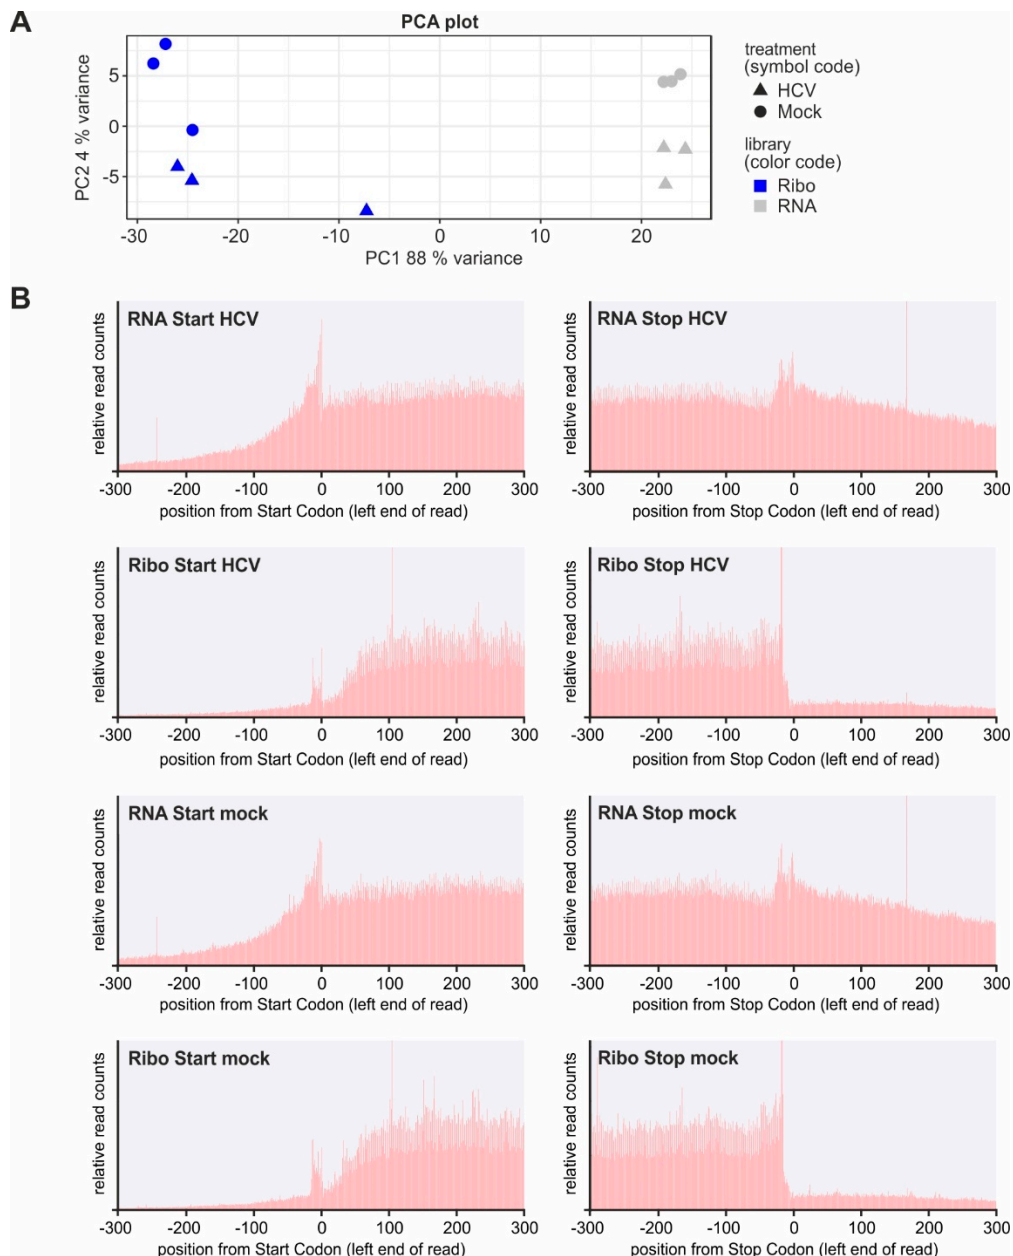 A
PCA plot
PC2 4 % variance
5
0
-5
-30 -20 -10 0 10 20
PC1 88 % variance
treatment
(symbol code)
HCV
Mock
library
(color code)
Ribo
RNA
B
RNA Start HCV
relative read counts
-300 -200 -100 0 100 200 300
position from Start Codon (left end of read)
RNA Stop HCV
relative read counts
-300 -200 -100 0 100 200 300
position from Stop Codon (left end of read)
Ribo Start HCV
relative read counts
-300 -200 -100 0 100 200 300
position from Start Codon (left end of read)
Ribo Stop HCV
relative read counts
-300 -200 -100 0 100 200 300
position from Stop Codon (left end of read)
RNA Start mock
relative read counts
-300 -200 -100 0 100 200 300
position from Start Codon (left end of read)
RNA Stop mock
relative read counts
-300 -200 -100 0 100 200 300
position from Stop Codon (left end of read)
Ribo Start mock
relative read counts
-300 -200 -100 0 100 200 300
position from Start Codon (left end of read)
Ribo Stop mock
relative read counts
-300 -200 -100 0 100 200 300
position from Stop Codon (left end of read)